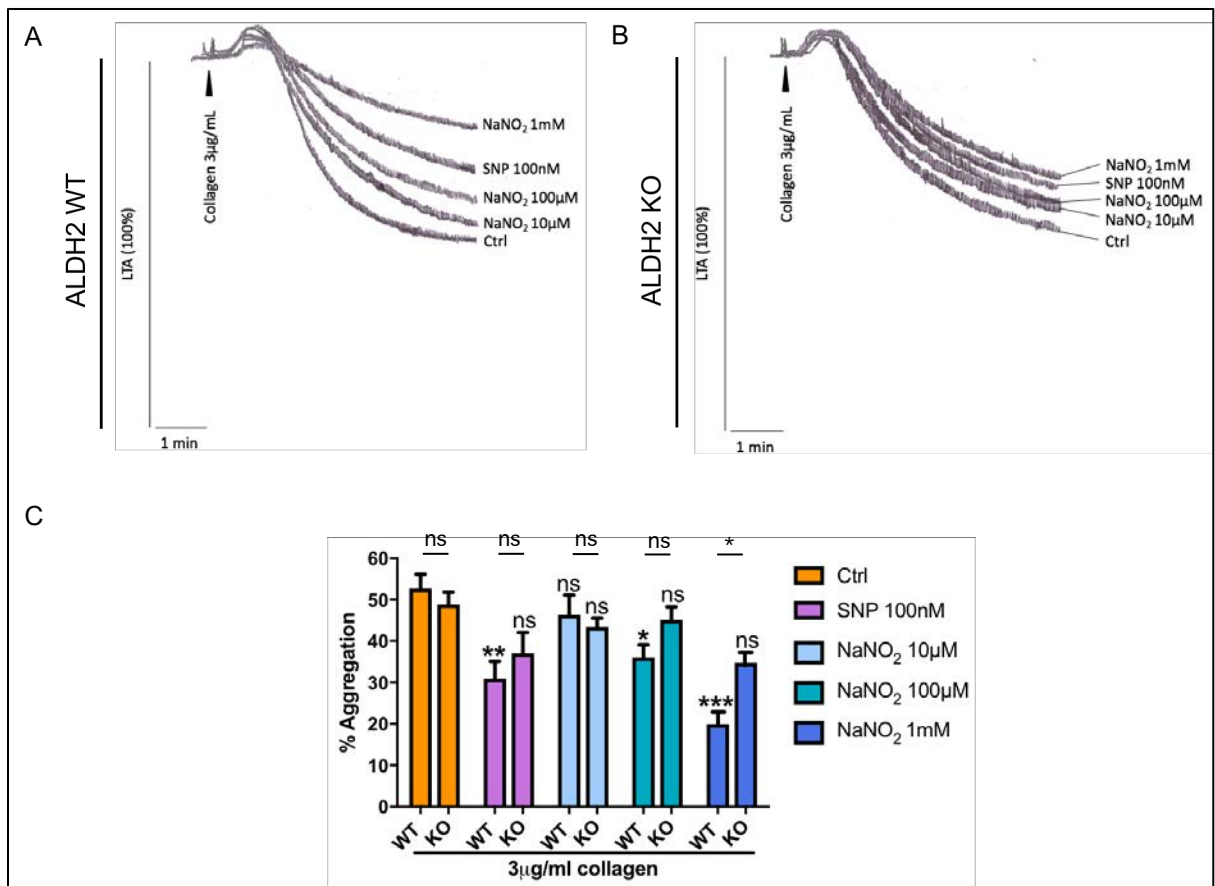 A
ALDH2 WT
LTA (100%)
Collagen 3µg/mL
NaNO₂ 1mM
SNP 100nM
NaNO₂ 100µM
NaNO₂ 10µM
Ctrl
1 min
B
ALDH2 KO
LTA (100%)
Collagen 3µg/mL
NaNO₂ 1mM
SNP 100nM
NaNO₂ 100µM
NaNO₂ 10µM
Ctrl
1 min
C
ns ns ns ns *
% Aggregation
60
50
40
30
20
10
0
** ns ns ns * ns *** ns
WT KO WT KO WT KO WT KO WT KO
3µg/ml collagen
Ctrl
SNP 100nM
NaNO₂ 10µM
NaNO₂ 100µM
NaNO₂ 1mM